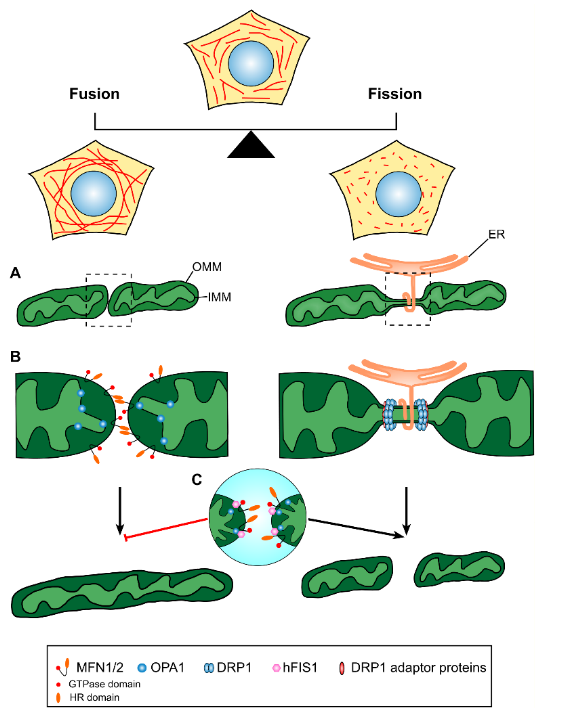 Fusion
Fission
ER
A
OMM
IMM
B
C
MFN1/2
OPA1
DRP1
hFIS1
DRP1 adaptor proteins
GTPase domain
HR domain